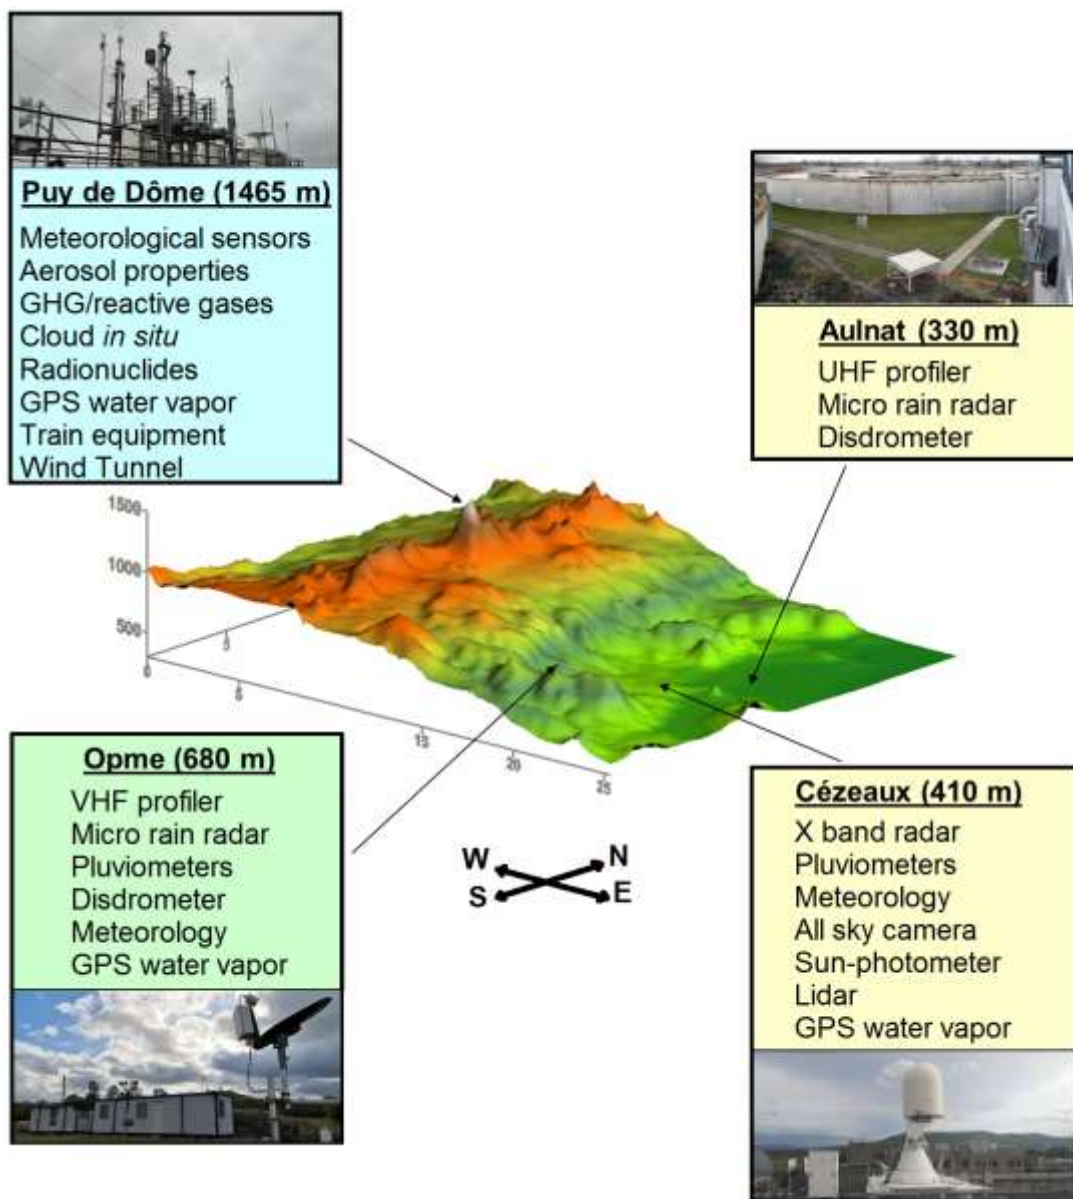 Puy de Dôme (1465 m)
Meteorological sensors
Aerosol properties
GHG/reactive gases
Cloud in situ
Radionuclides
GPS water vapor
Train equipment
Wind Tunnel
Aulnat (330 m)
UHF profiler
Micro rain radar
Disdrometer
1500
1000
500
0
5
5
15
20
25
Opme (680 m)
VHF profiler
Micro rain radar
Pluviometers
Disdrometer
Meteorology
GPS water vapor
W
N
S
E
Cézeaux (410 m)
X band radar
Pluviometers
Meteorology
All sky camera
Sun-photometer
Lidar
GPS water vapor